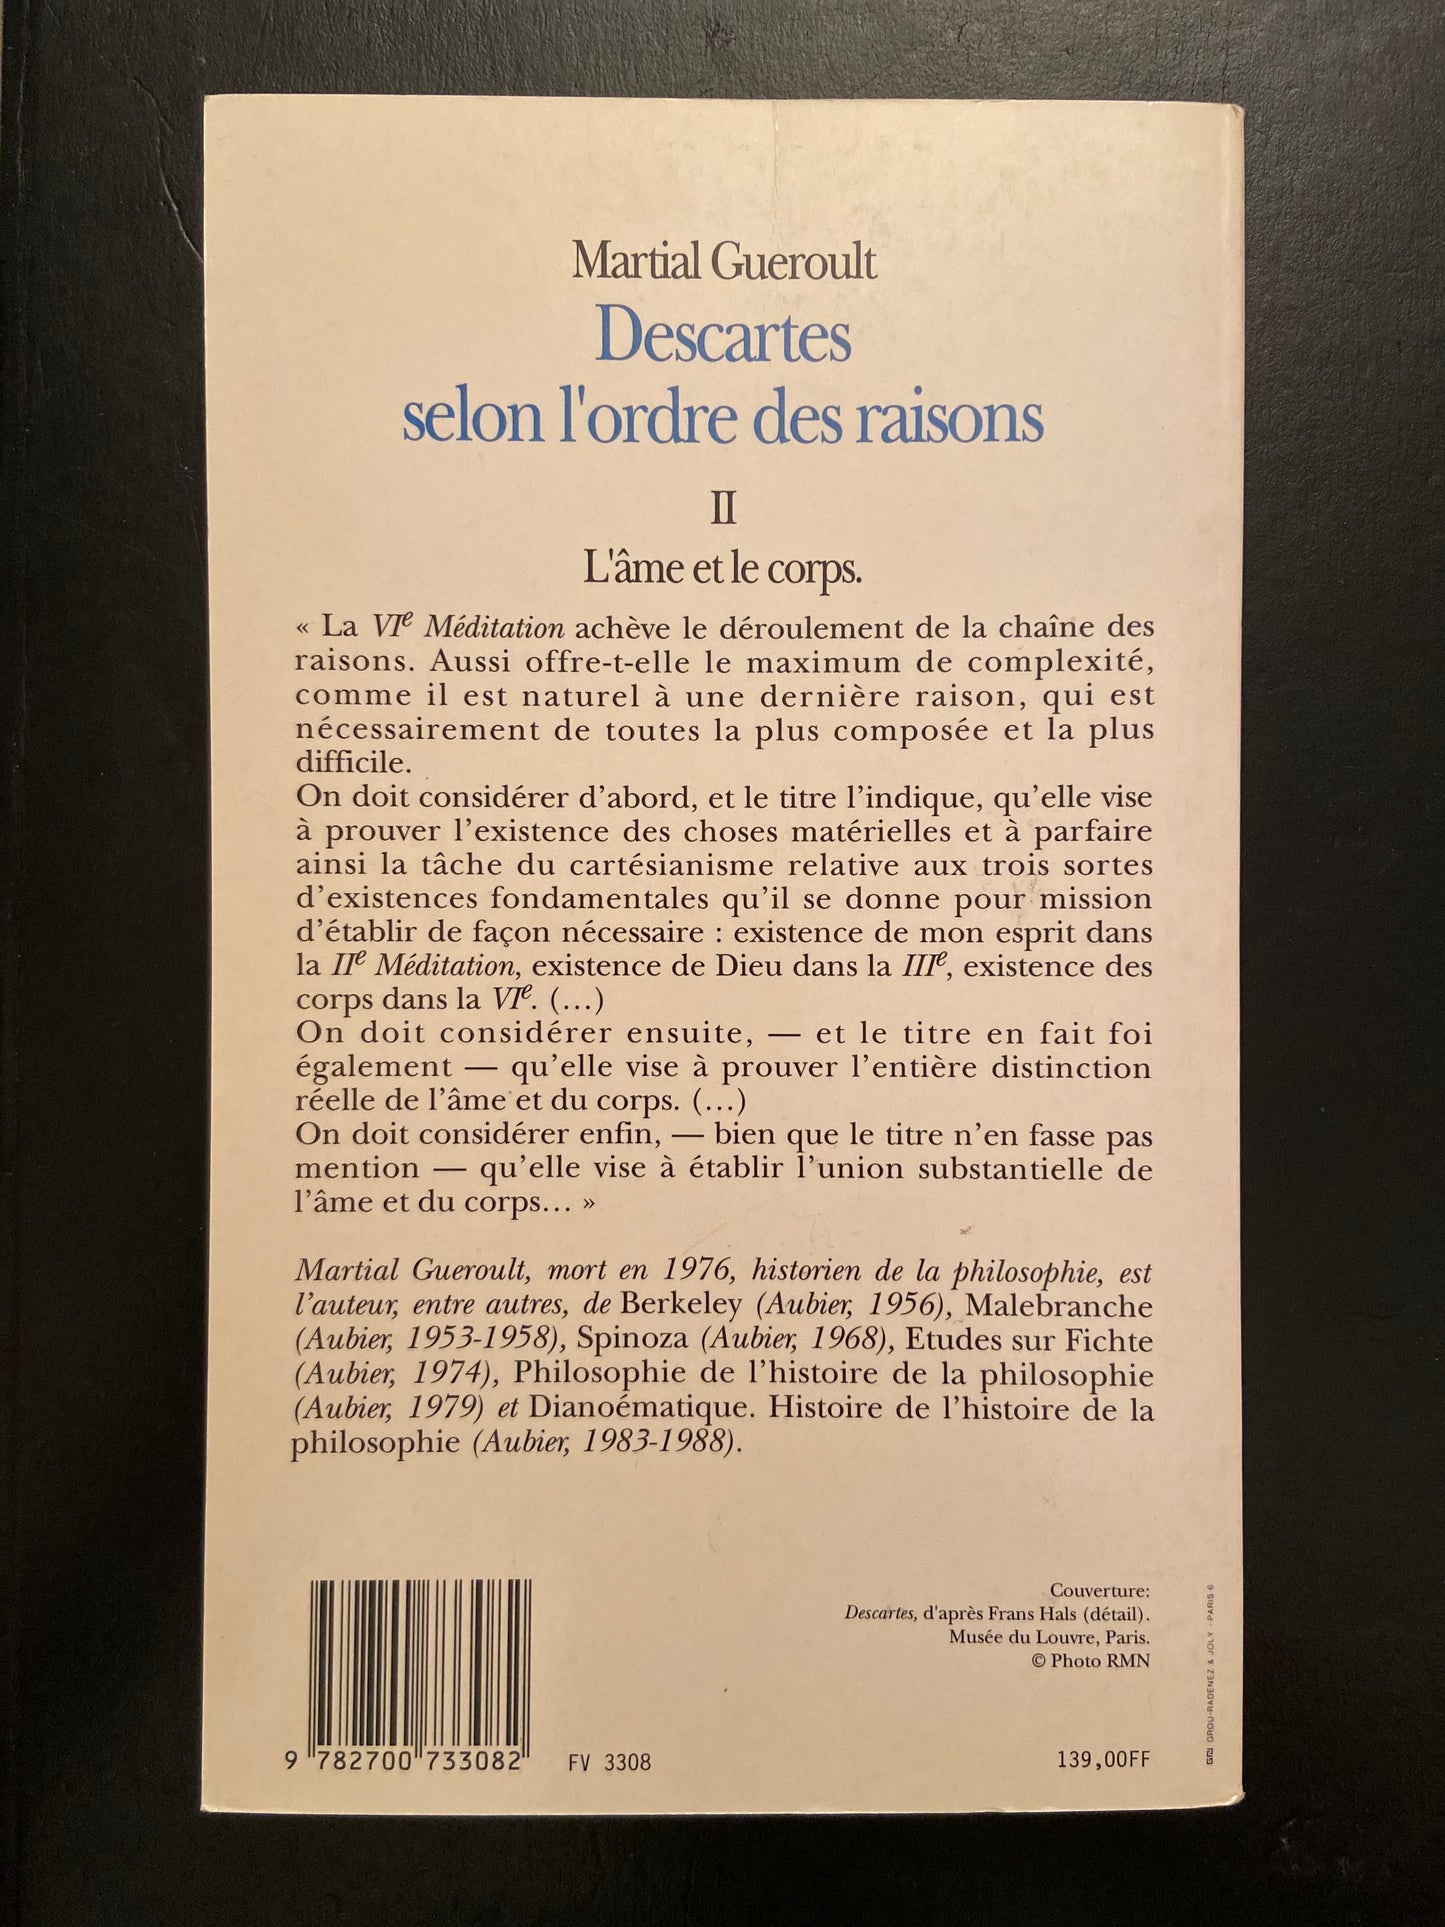 Martial Gueroult
Descartes
selon l'ordre des raisons
II
L'âme et le corps.
« La VIe Méditation achève le déroulement de la chaîne des
raisons. Aussi offre-t-elle le maximum de complexité,
comme il est naturel à une dernière raison, qui est
nécessairement de toutes la plus composée et la plus
difficile.
On doit considérer d’abord, et le titre l’indique, qu’elle vise
à prouver l’existence des choses matérielles et à parfaire
ainsi la tâche du cartésianisme relative aux trois sortes
d’existences fondamentales qu’il se donne pour mission
d’établir de façon nécessaire : existence de mon esprit dans
la IIe Méditation, existence de Dieu dans la IIIe, existence des
corps dans la VIe. (...)
On doit considérer ensuite, — et le titre en fait foi
également — qu’elle vise à prouver l’entière distinction
réelle de l’âme et du corps. (...)
On doit considérer enfin, — bien que le titre n’en fasse pas
mention — qu’elle vise à établir l’union substantielle de
l’âme et du corps... »
Martial Gueroult, mort en 1976, historien de la philosophie, est
l’auteur, entre autres, de Berkeley (Aubier, 1956), Malebranche
(Aubier, 1953-1958), Spinoza (Aubier, 1968), Etudes sur Fichte
(Aubier, 1974), Philosophie de l’histoire de la philosophie
(Aubier, 1979) et Dianoématique. Histoire de l’histoire de la
philosophie (Aubier, 1983-1988).
Couverture:
Descartes, d'après Frans Hals (détail).
Musée du Louvre, Paris.
© Photo RMN
GROU-RADENEZ & JOLY - PARIS 6
9 782700 733082
FV 3308
139,00FF